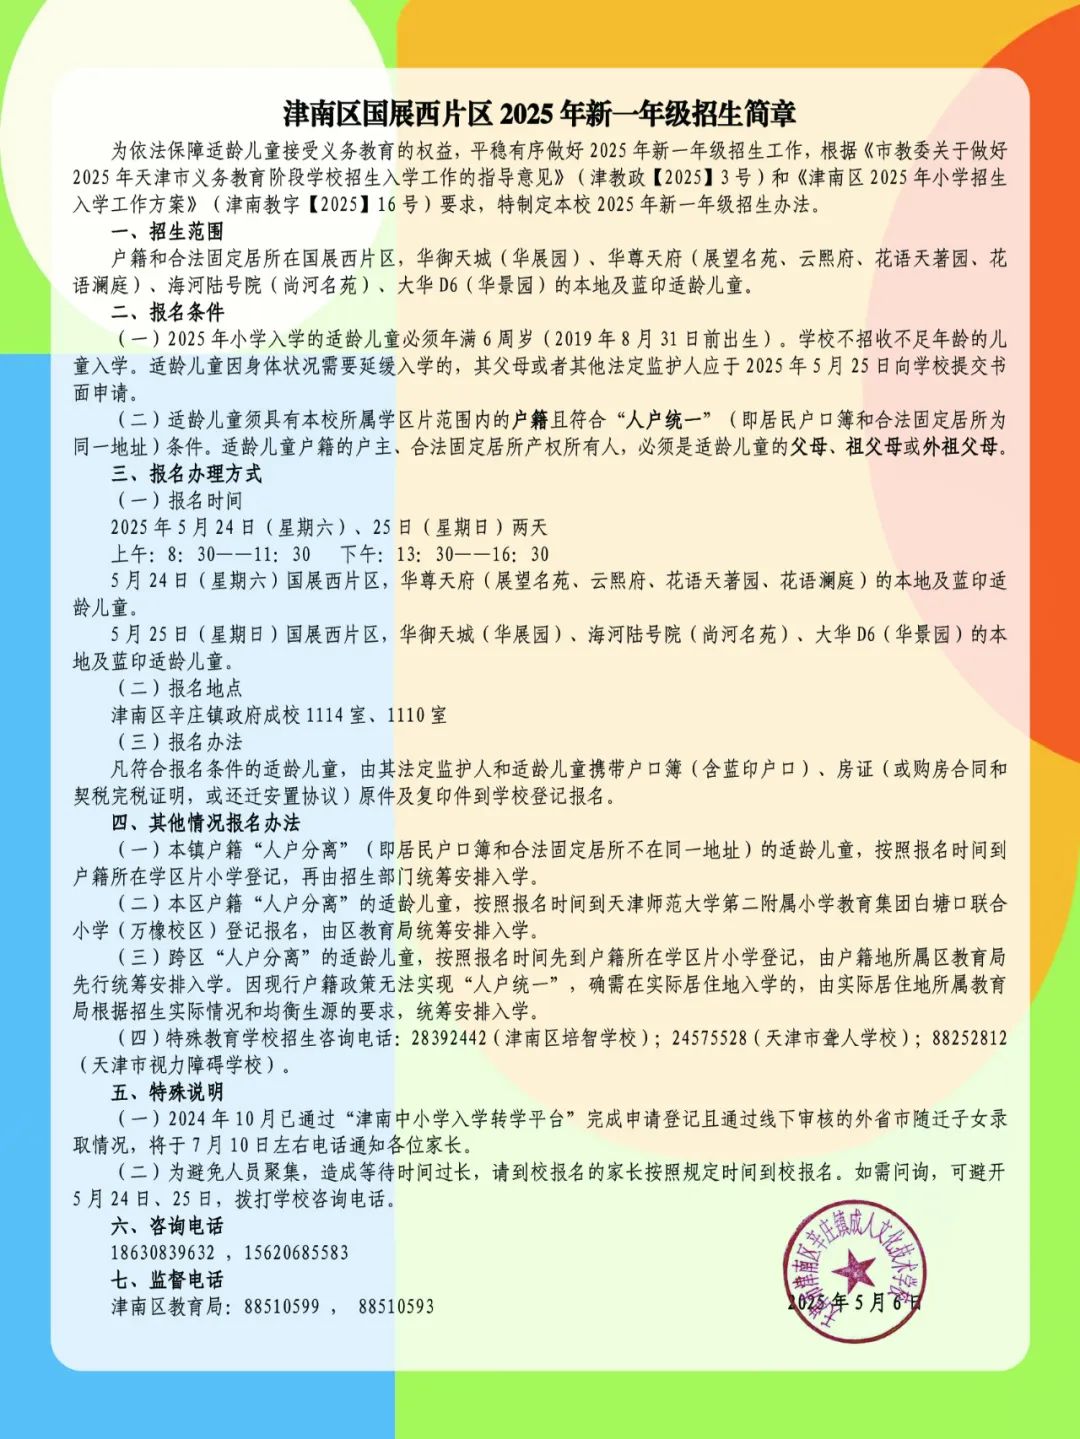 津南区国展西片区 2025 年新一年级招生简章
为依法保障适龄儿童接受义务教育的权益，平稳有序做好 2025 年新一年级招生工作，根据《市教委关于做好
2025 年天津市义务教育阶段学校招生入学工作的指导意见》（津教政【2025】3 号）和《津南区 2025 年小学招生
入学工作方案》（津南教字【2025】16 号）要求，特制定本校 2025 年新一年级招生办法。
一、招生范围
户籍和合法固定居所在国展西片区，华御天城（华展园）、华尊天府（展望名苑、云熙府、花语天著园、花
语澜庭）、海河陆号院（尚河名苑）、大华 D6（华景园）的本地及蓝印适龄儿童。
二、报名条件
（一）2025 年小学入学的适龄儿童必须年满 6 周岁（2019 年 8 月 31 日前出生）。学校不招收不足年龄的儿
童入学。适龄儿童因身体状况需要延缓入学的，其父母或者其他法定监护人应于 2025 年 5 月 25 日向学校提交书
面申请。
（二）适龄儿童须具有本校所属学区片范围内的户籍且符合“人户统一”（即居民户口簿和合法固定居所为
同一地址）条件。适龄儿童户籍的户主、合法固定居所产权所有人，必须是适龄儿童的父母、祖父母或外祖父母。
三、报名办理方式
（一）报名时间
2025 年 5 月 24 日（星期六）、25 日（星期日）两天
上午：8：30——11：30 下午：13：30——16：30
5 月 24 日（星期六）国展西片区，华尊天府（展望名苑、云熙府、花语天著园、花语澜庭）的本地及蓝印适
龄儿童。
5 月 25 日（星期日）国展西片区，华御天城（华展园）、海河陆号院（尚河名苑）、大华 D6（华景园）的本
地及蓝印适龄儿童。
（二）报名地点
津南区辛庄镇政府成校 1114 室、1110 室
（三）报名办法
凡符合报名条件的适龄儿童，由其法定监护人和适龄儿童携带户口簿（含蓝印户口）、房证（或购房合同和
契税完税证明，或还迁安置协议）原件及复印件到学校登记报名。
四、其他情况报名办法
（一）本镇户籍“人户分离”（即居民户口簿和合法固定居所不在同一地址）的适龄儿童，按照报名时间到
户籍所在学区片小学登记，再由招生部门统筹安排入学。
（二）本区户籍“人户分离”的适龄儿童，按照报名时间到天津师范大学第二附属小学教育集团白塘口联合
小学（万橡校区）登记报名，由区教育局统筹安排入学。
（三）跨区“人户分离”的适龄儿童，按照报名时间先到户籍所在学区片小学登记，由户籍地所属区教育局
先行统筹安排入学。因现行户籍政策无法实现“人户统一”，确需在实际居住地入学的，由实际居住地所属教育
局根据招生实际情况和均衡生源的要求，统筹安排入学。
（四）特殊教育学校招生咨询电话：28392442（津南区培智学校）；24575528（天津市聋人学校）；88252812
（天津市视力障碍学校）。
五、特殊说明
（一）2024 年 10 月已通过“津南中小学入学转学平台”完成申请登记且通过线下审核的外省市随迁子女录
取情况，将于 7 月 10 日左右电话通知各位家长。
（二）为避免人员聚集，造成等待时间过长，请到校报名的家长按照规定时间到校报名。如需问询，可避开
5 月 24 日、25 日，拨打学校咨询电话。
六、咨询电话
18630839632 ，15620685583
七、监督电话
津南区教育局：88510599 ， 88510593
天津市津南区辛庄镇成人文化技术学校
2025 年 5 月 6 日